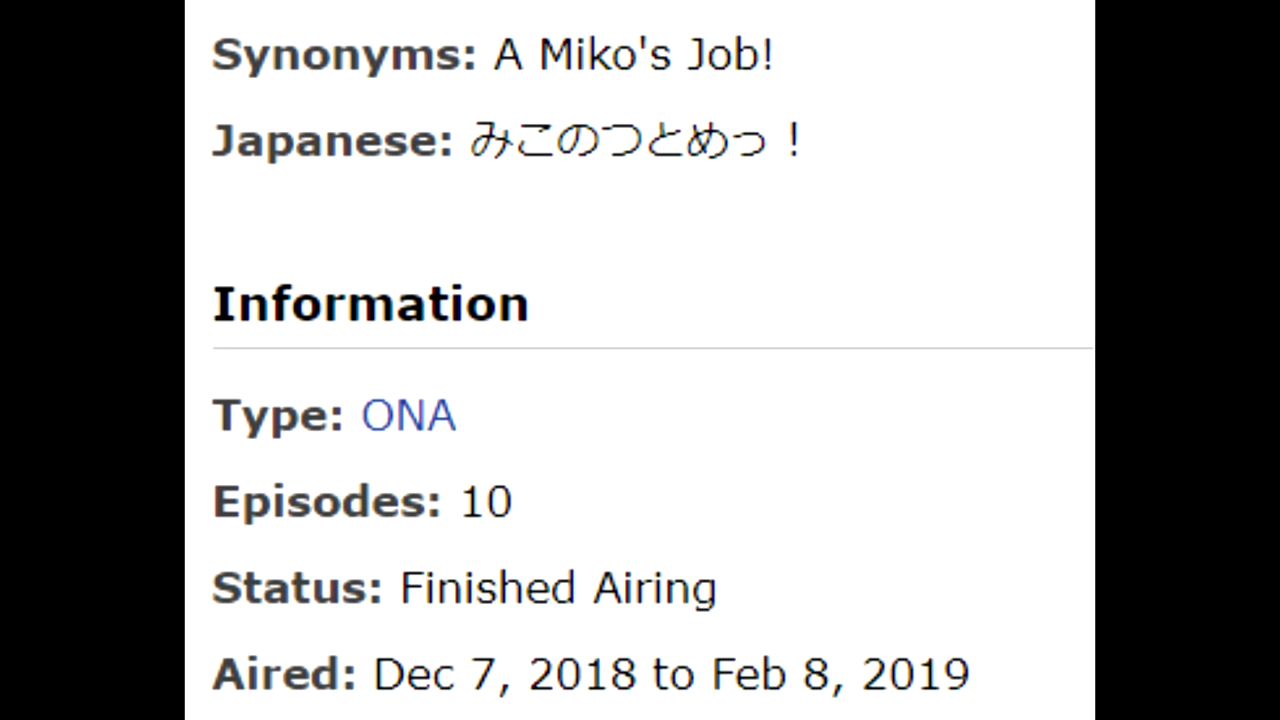 Synonyms: A Miko's Job!
Japanese: みこのつとめっ！
Information
Type: ONA
Episodes: 10
Status: Finished Airing
Aired: Dec 7, 2018 to Feb 8, 2019